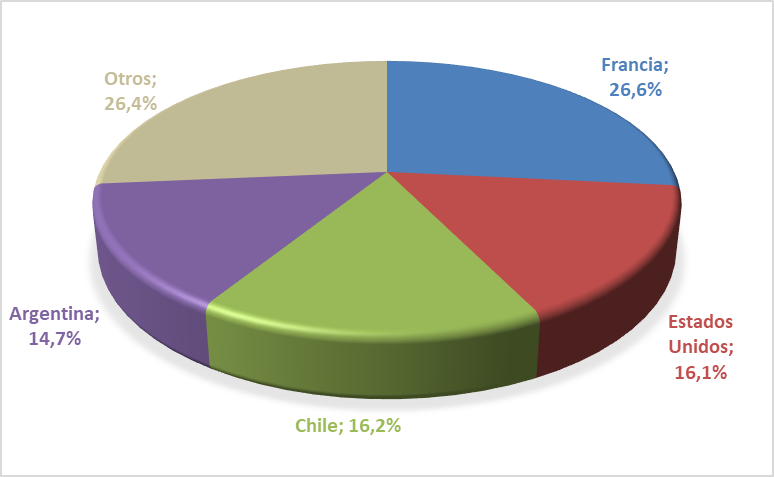 Otros;
26,4%
Francia;
26,6%
Argentina;
14,7%
Estados
Unidos;
16,1%
Chile; 16,2%